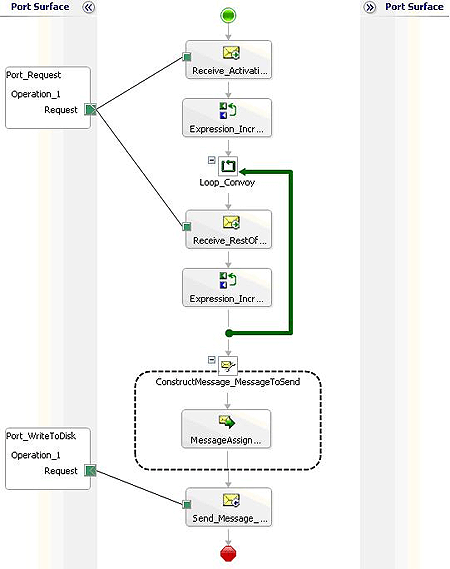 Port Surface
Port Surface
Receive_Activati...
Port_Request
Operation_1
Request
Expression_Incr...
Loop_Convoy
Receive_RestOf...
Expression_Incr...
ConstructMessage_MessageToSend
MessageAssign...
Port_WriteToDisk
Operation_1
Request
Send_Message_...